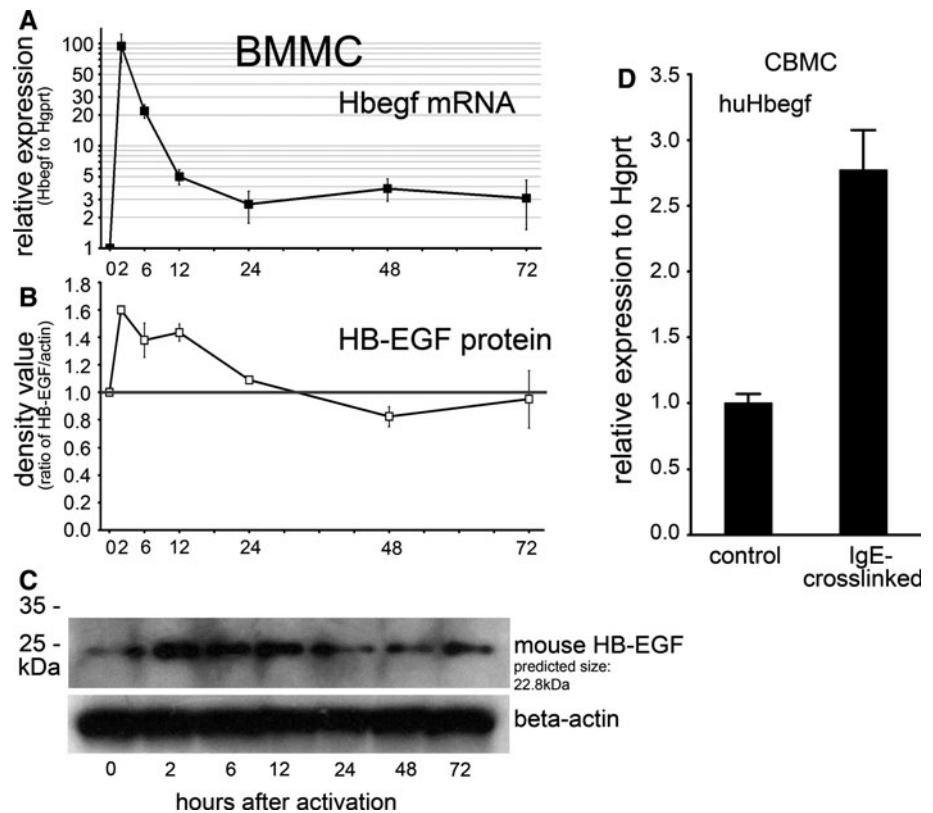 A
BMMC
Hbegf mRNA
relative expression
(Hbegf to Hgprt)
100
50
30
20
10
5
3
2
1
0 2 6 12 24 48 72
B
HB-EGF protein
density value
(ratio of HB-EGF/actin)
1.8
1.6
1.4
1.2
1.0
0.8
0.6
0.4
0.2
0.0
0 2 6 12 24 48 72
C
35 -
25 -
kDa
mouse HB-EGF
predicted size:
22.8kDa
beta-actin
0 2 6 12 24 48 72
hours after activation
D
CBMC
huHbegf
relative expression to Hgprt
3.5
3.0
2.5
2.0
1.5
1.0
0.5
0.0
control
IgE-
crosslinked